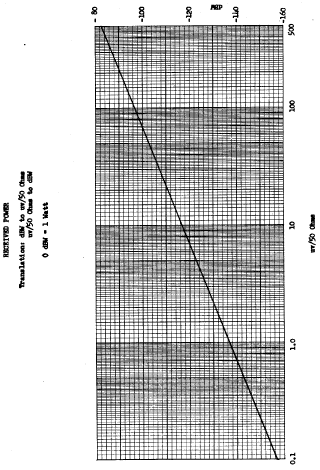 RECEIVED POWER
Translation: dBW to uv/50 Ohms
uv/50 Ohms to dBW
0 dBW = 1 Watt
-80
-100
-120
-140
-160
500
100
10
1.0
0.1
uv/50 Ohms